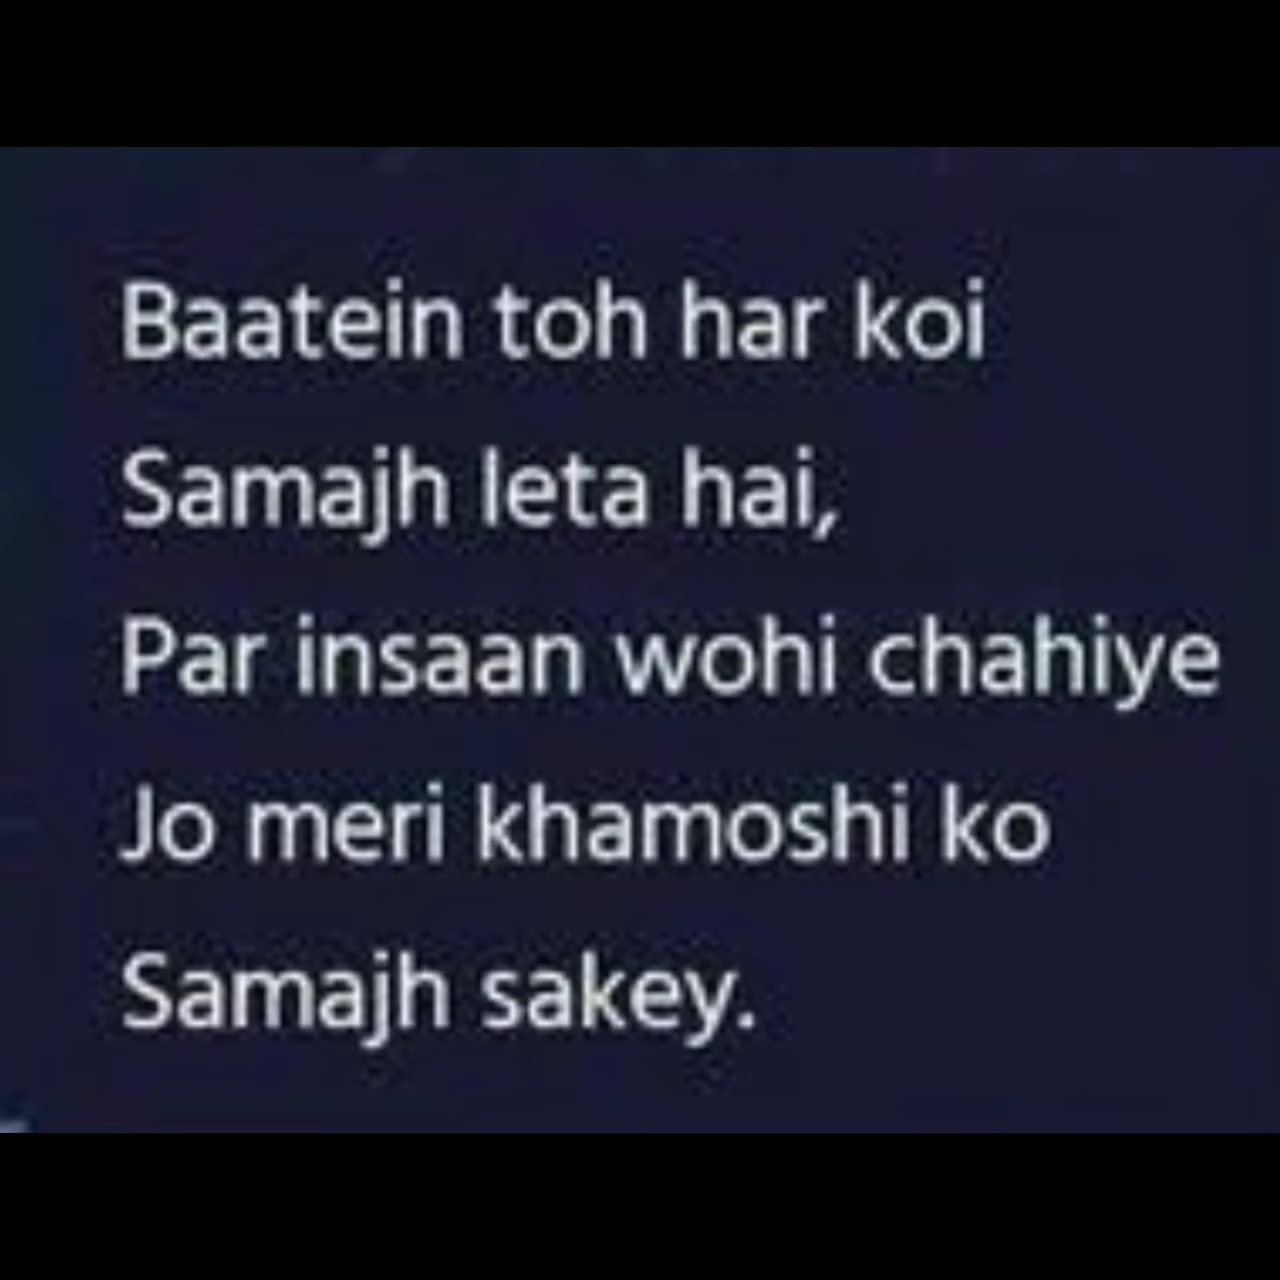 Baatein toh har koi
Samajh leta hai,
Par insaan wohi chahiye
Jo meri khamoshi ko
Samajh sakey.